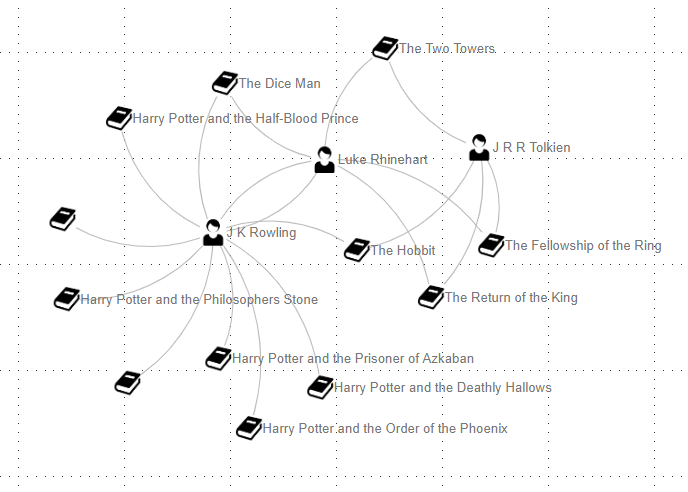 The Two Towers
The Dice Man
Harry Potter and the Half-Blood Prince
J R R Tolkien
Luke Rhinehart
J K Rowling
The Fellowship of the Ring
The Hobbit
The Return of the King
Harry Potter and the Philosophers Stone
Harry Potter and the Prisoner of Azkaban
Harry Potter and the Deathly Hallows
Harry Potter and the Order of the Phoenix